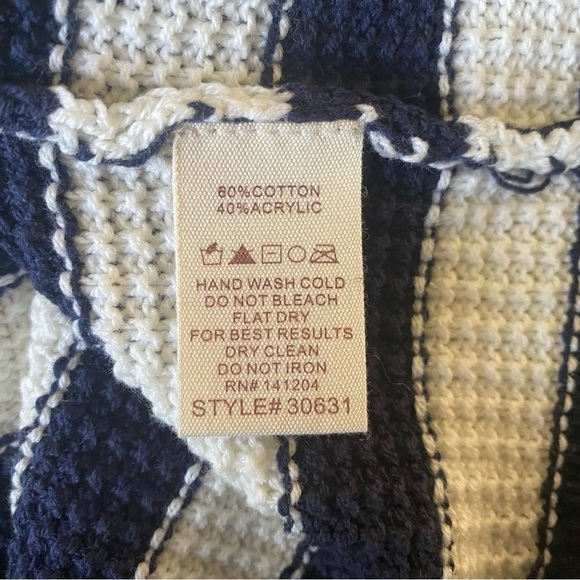 60%COTTON
40%ACRYLIC
HAND WASH COLD
DO NOT BLEACH
FLAT DRY
FOR BEST RESULTS
DRY CLEAN
DO NOT IRON
RN# 141204
STYLE# 30631